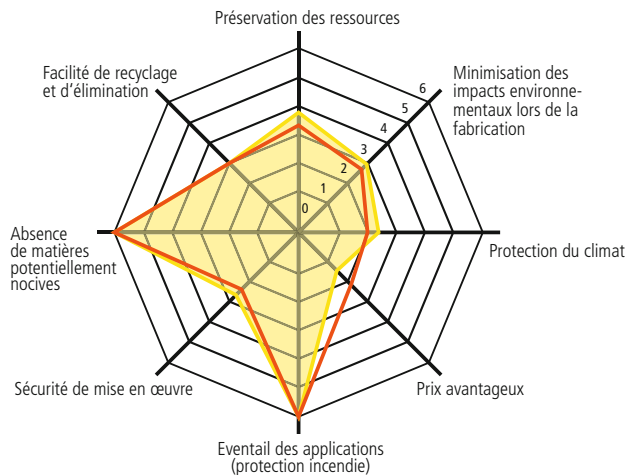 Préservation des ressources
Facilité de recyclage
et d'élimination
Minimisation des
impacts environne-
mentaux lors de la
fabrication
6
5
4
3
2
1
0
Absence
de matières
potentiellement
nocives
Protection du climat
Sécurité de mise en œuvre
Prix avantageux
Eventail des applications
(protection incendie)